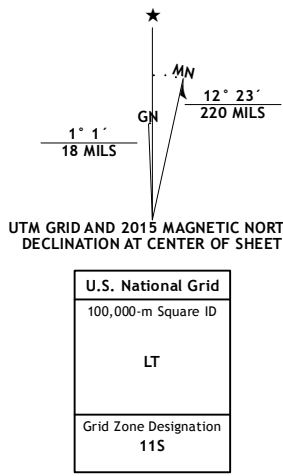 MN
GN
12° 23´
220 MILS
1° 1´
18 MILS
UTM GRID AND 2015 MAGNETIC NORT
DECLINATION AT CENTER OF SHEET
U.S. National Grid
100,000-m Square ID
LT
Grid Zone Designation
11S